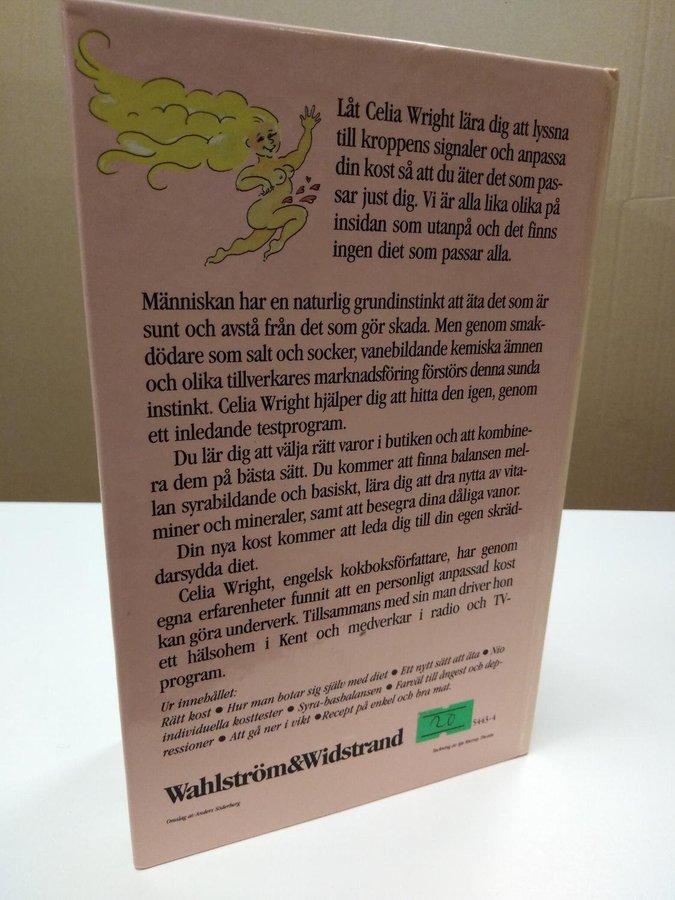 Låt Celia Wright lära dig att lyssna
till kroppens signaler och anpassa
din kost så att du äter det som pas-
sar just dig. Vi är alla lika olika på
insidan som utanpå och det finns
ingen diet som passar alla.
Människan har en naturlig grundinstinkt att äta det som är
sunt och avstå från det som gör skada. Men genom smak-
dödare som salt och socker, vanebildande kemiska ämnen
och olika tillverkares marknadsföring förstörs denna sunda
instinkt. Celia Wright hjälper dig att hitta den igen, genom
ett inledande testprogram.
Du lär dig att välja rätt varor i butiken och att kombine-
ra dem på bästa sätt. Du kommer att finna balansen mel-
lan syrabildande och basiskt, lära dig att dra nytta av vita-
miner och mineraler, samt att besegra dina dåliga vanor.
Din nya kost kommer att leda dig till din egen skräd-
darsydda diet.
Celia Wright, engelsk kokboksförfattare, har genom
egna erfarenheter funnit att en personligt anpassad kost
kan göra underverk. Tillsammans med sin man driver hon
ett hälsohem i Kent och medverkar i radio och TV-
program.
Ur innehållet:
Rätt kost • Hur man botar sig själv med diet • Ett nytt sätt att äta • Nio
individuella kosttester • Syra-basbalansen • Farväl till ångest och dep-
ressioner • Att gå ner i vikt • Recept på enkel och bra mat.
Wahlström&Widstrand
20
5445-4
Omslag av Anders Söderberg
Teckning av